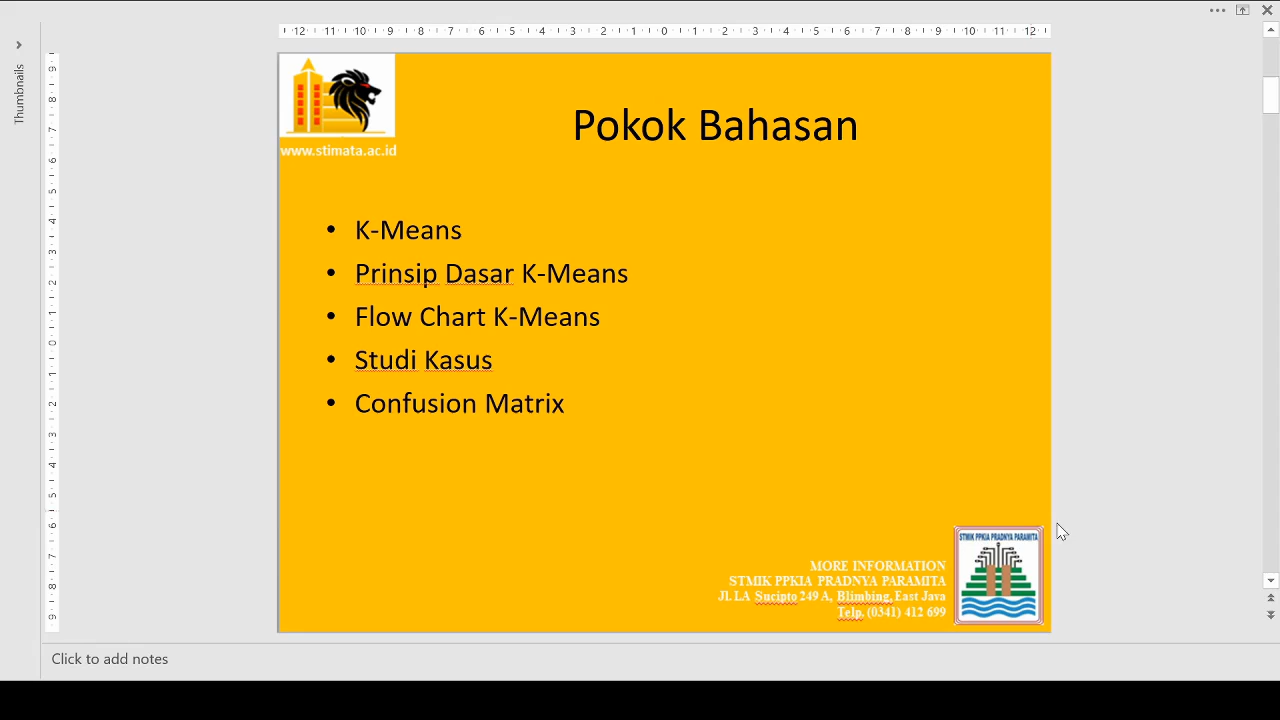 Thumbnails
www.stimata.ac.id
Pokok Bahasan
• K-Means
• Prinsip Dasar K-Means
• Flow Chart K-Means
• Studi Kasus
• Confusion Matrix
MORE INFORMATION
STMIK PPKIA PRADNYA PARAMITA
Jl. LA Sucipto 249 A, Blimbing, East Java
Telp. (0341) 412 699
STMIK PPKIA PRADNYA PARAMITA
Click to add notes